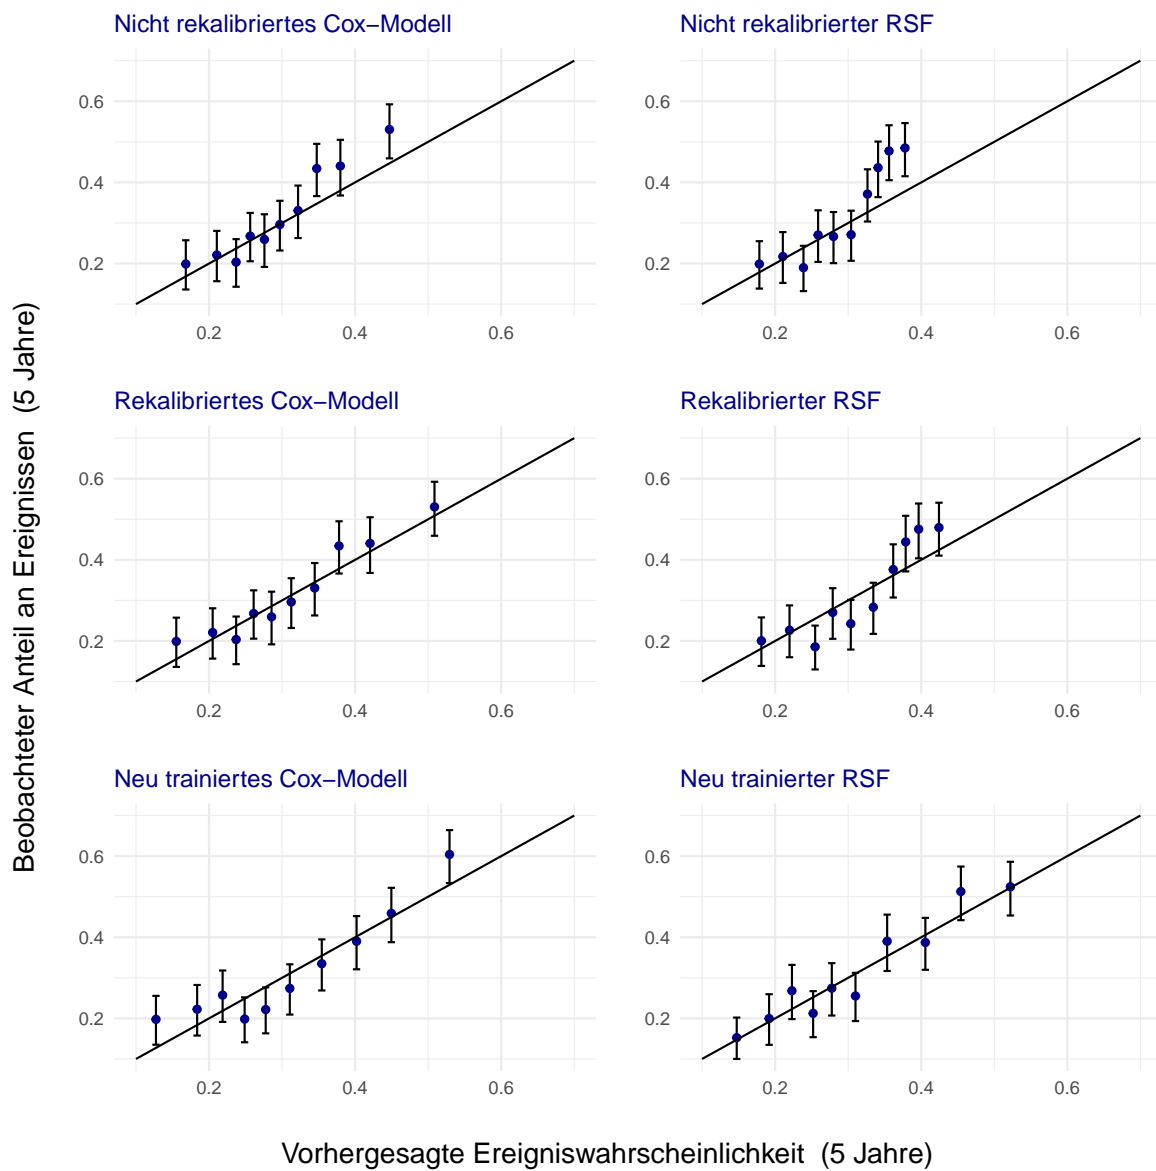 Nicht rekalibriertes Cox−Modell
0.6
0.4
0.2
0.2 0.4 0.6
Nicht rekalibrierter RSF
0.6
0.4
0.2
0.2 0.4 0.6
Rekalibriertes Cox−Modell
0.6
0.4
0.2
0.2 0.4 0.6
Rekalibrierter RSF
0.6
0.4
0.2
0.2 0.4 0.6
Neu trainiertes Cox−Modell
0.6
0.4
0.2
0.2 0.4 0.6
Neu trainierter RSF
0.6
0.4
0.2
0.2 0.4 0.6
Beobachteter Anteil an Ereignissen (5 Jahre)
Vorhergesagte Ereigniswahrscheinlichkeit (5 Jahre)